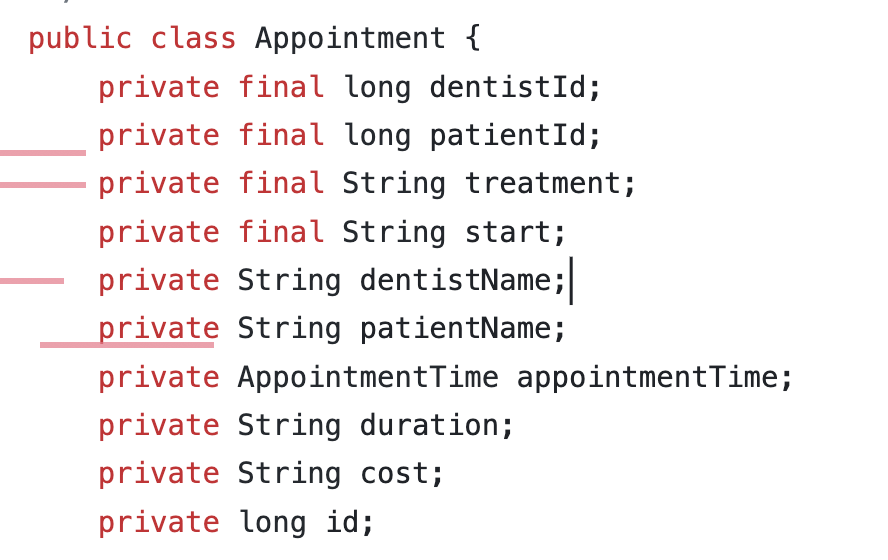 public class Appointment {
private final long dentistId;
private final long patientId;
private final String treatment;
private final String start;
private String dentistName;
private String patientName;
private AppointmentTime appointmentTime;
private String duration;
private String cost;
private long id;